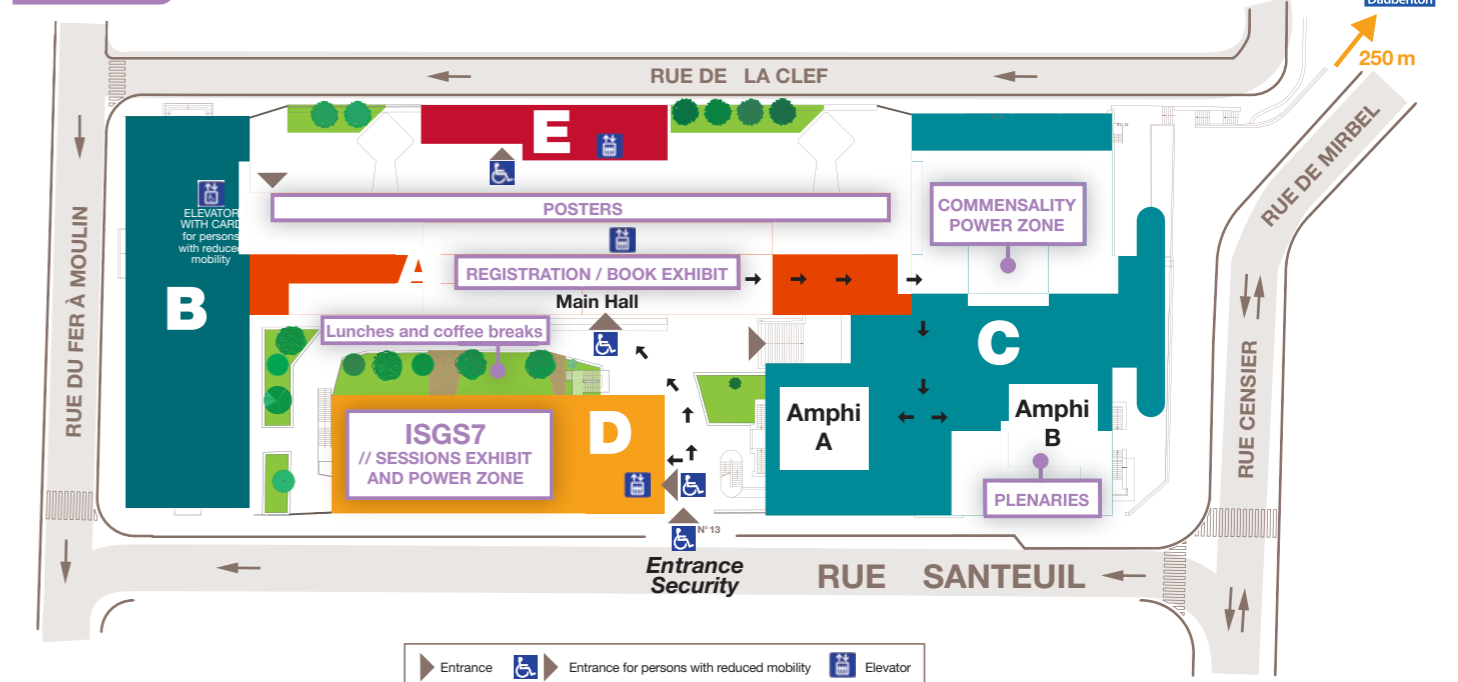 Daubenton
250 m
RUE DE LA CLEF
RUE DE MIRBEL
E
ELEVATOR
WITH CARD
for persons
with reduced
mobility
POSTERS
COMMENSALITY
POWER ZONE
RUE DU FER À MOULIN
A
REGISTRATION / BOOK EXHIBIT
Main Hall
B
Lunches and coffee breaks
C
RUE CENSIER
Amphi
A
Amphi
B
ISGS7
// SESSIONS EXHIBIT
AND POWER ZONE
D
PLENARIES
N°13
Entrance
Security
RUE SANTEUIL
Entrance
Entrance for persons with reduced mobility
Elevator